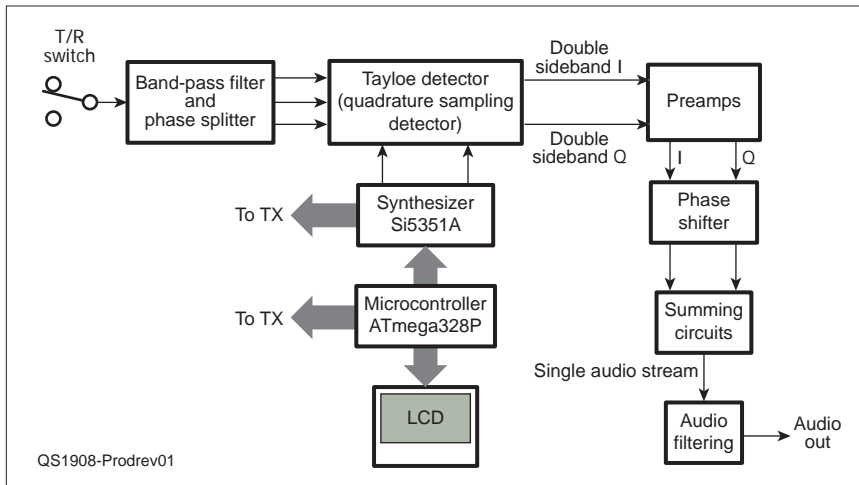 T/R
switch
Band-pass filter
and
phase splitter
Tayloe detector
(quadrature sampling
detector)
Double
sideband I
Double
sideband Q
Preamps
I
Q
Phase
shifter
Summing
circuits
Single audio stream
Audio
filtering
Audio
out
To TX
Synthesizer
Si5351A
To TX
Microcontroller
ATmega328P
LCD
QS1908-Prodrev01